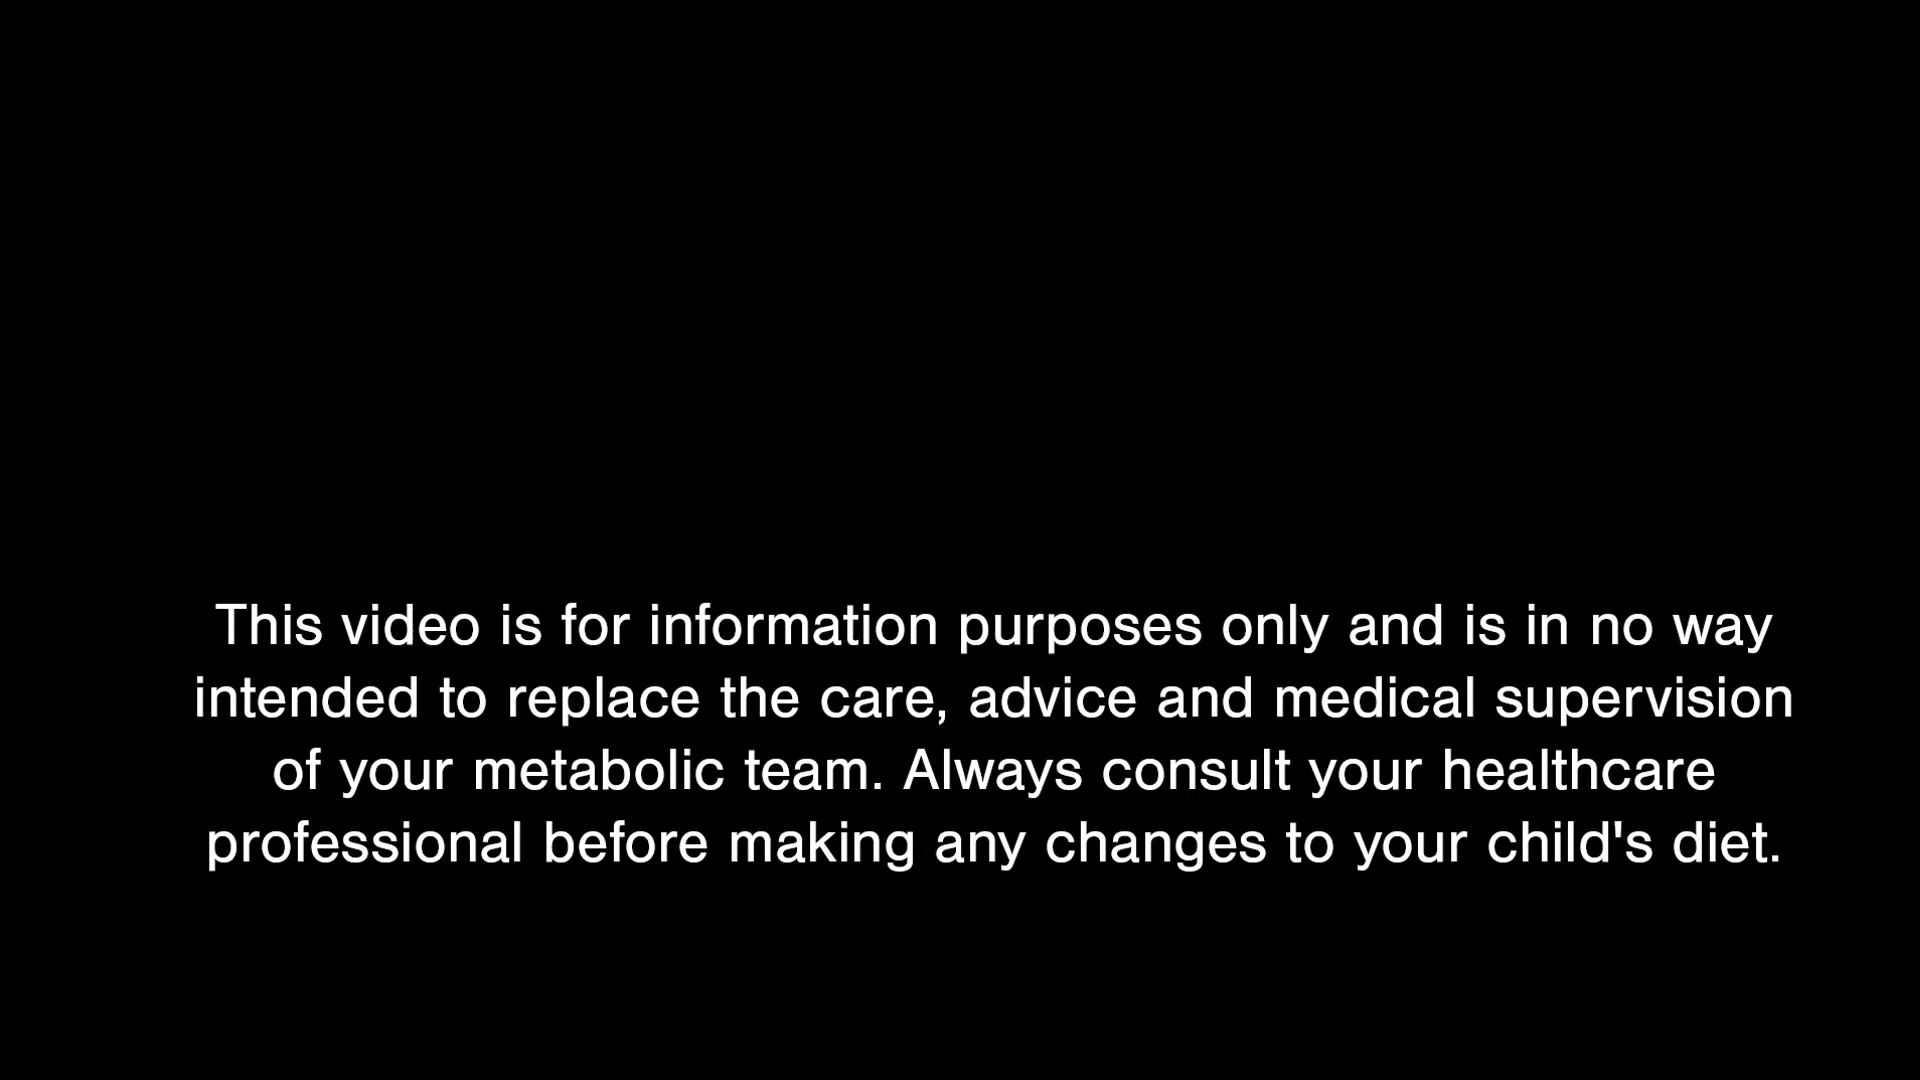 This video is for information purposes only and is in no way
intended to replace the care, advice and medical supervision
of your metabolic team. Always consult your healthcare
professional before making any changes to your child's diet.